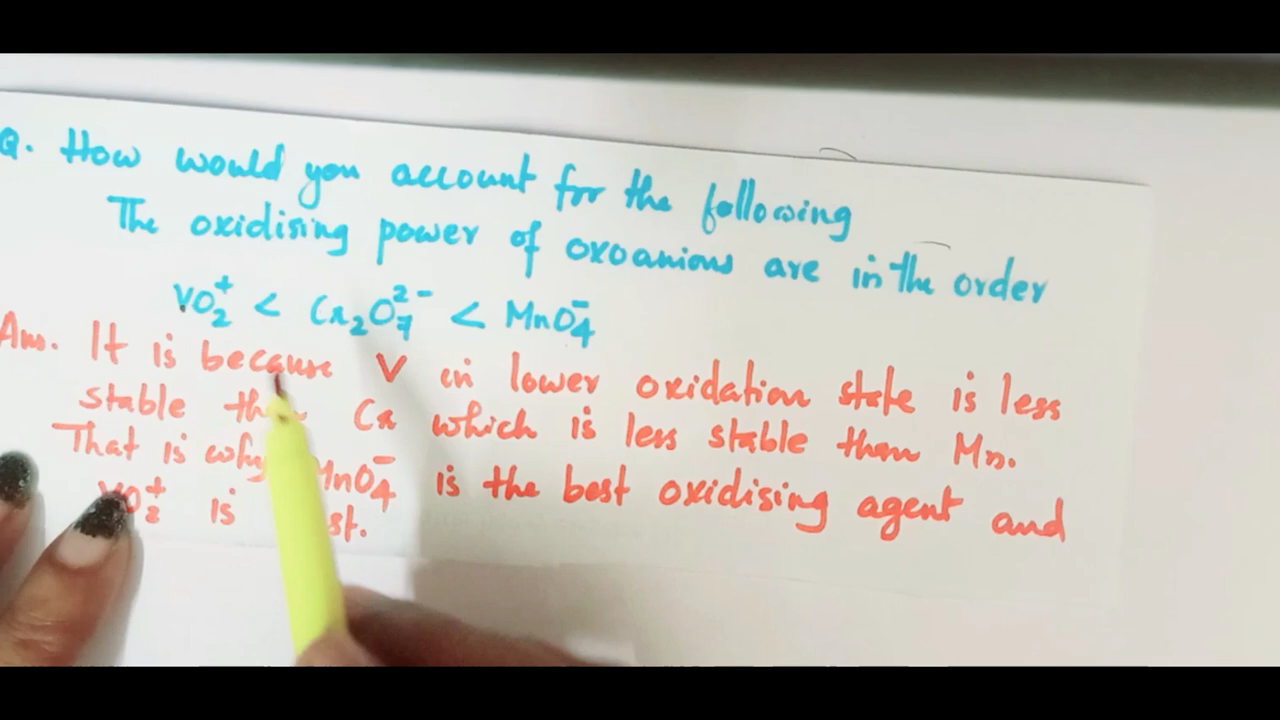 Q. How would you account for the following
The oxidising power of oxoanions are in the order
VO₂⁺ < Cr₂O₇²⁻ < MnO₄⁻
Ans. It is because V in lower oxidation state is less
stable Cr which is less stable than Mn.
That is why MnO₄⁻ is the best oxidising agent and
VO₂⁺ is